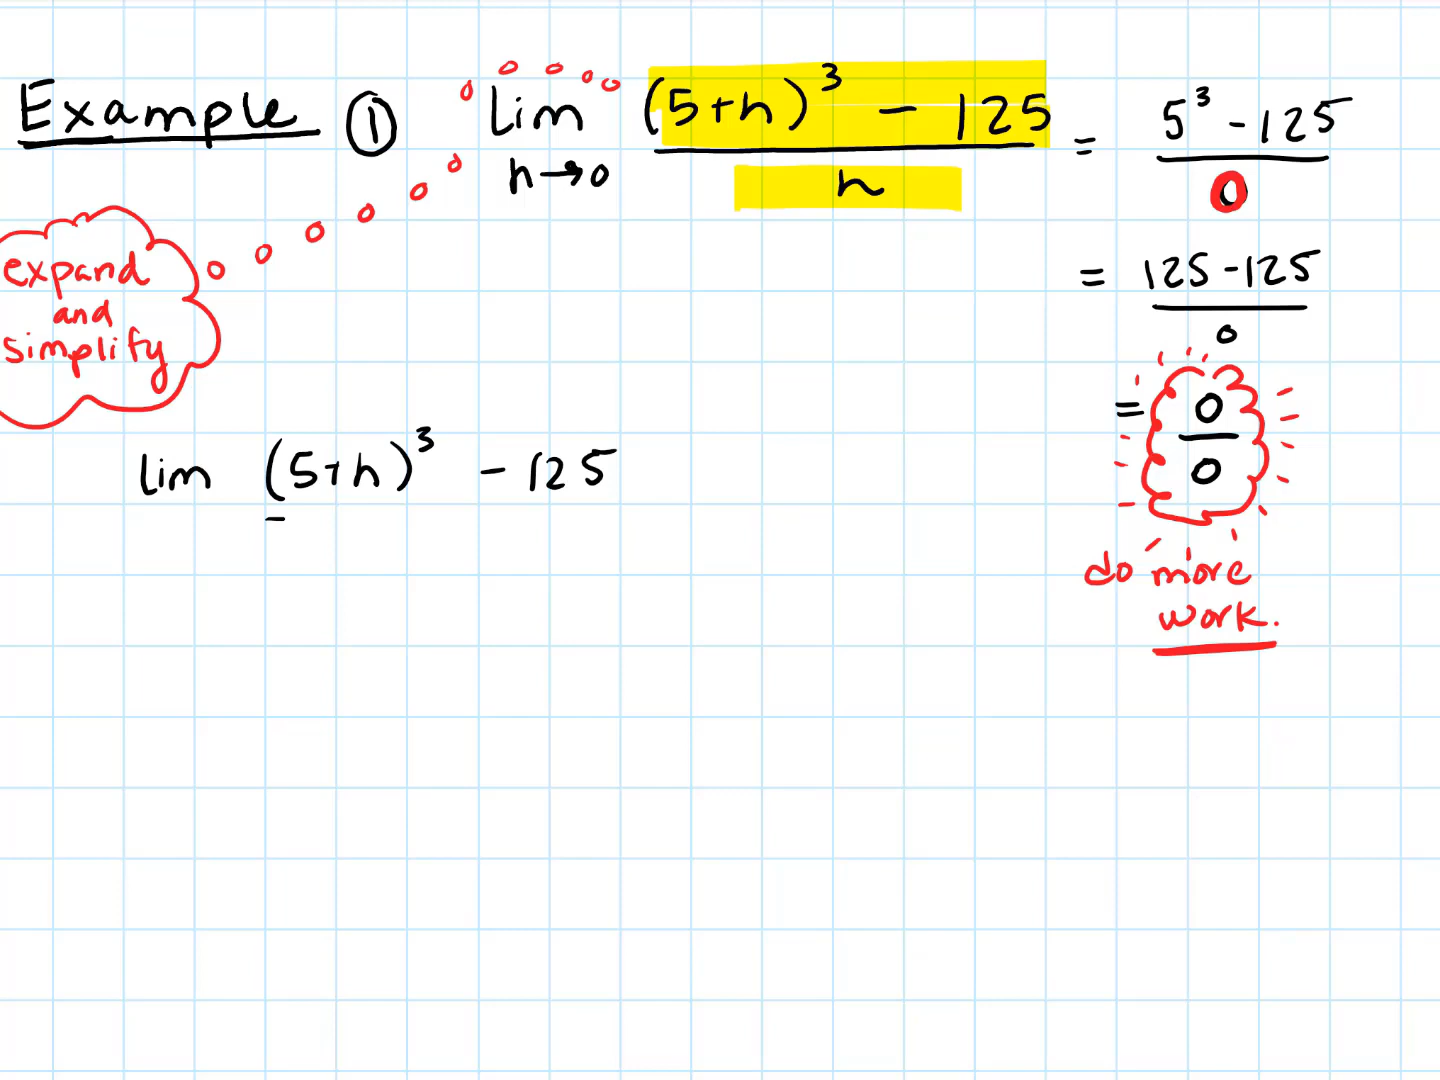 Example ① lim (5+h)³ - 125 = 5³ - 125
h→0 h 0
= 125 - 125
0
expand
and
simplify
= 0
0
lim (5+h)³ - 125
do more
work.